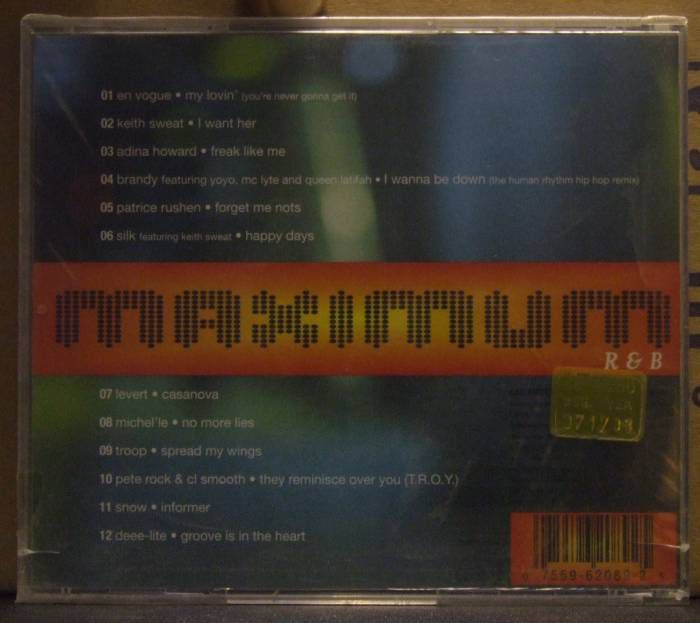 01 en vogue • my lovin' (you're never gonna get it)
02 keith sweat • I want her
03 adina howard • freak like me
04 brandy featuring yoyo, mc lyte and queen latifah • I wanna be down (the human rhythm hip hop remix)
05 patrice rushen • forget me nots
06 silk featuring keith sweat • happy days
MAXIMUM
R & B
07 levert • casanova
08 michel'le • no more lies
09 troop • spread my wings
10 pete rock & cl smooth • they reminisce over you (T.R.O.Y.)
11 snow • informer
12 deee-lite • groove is in the heart